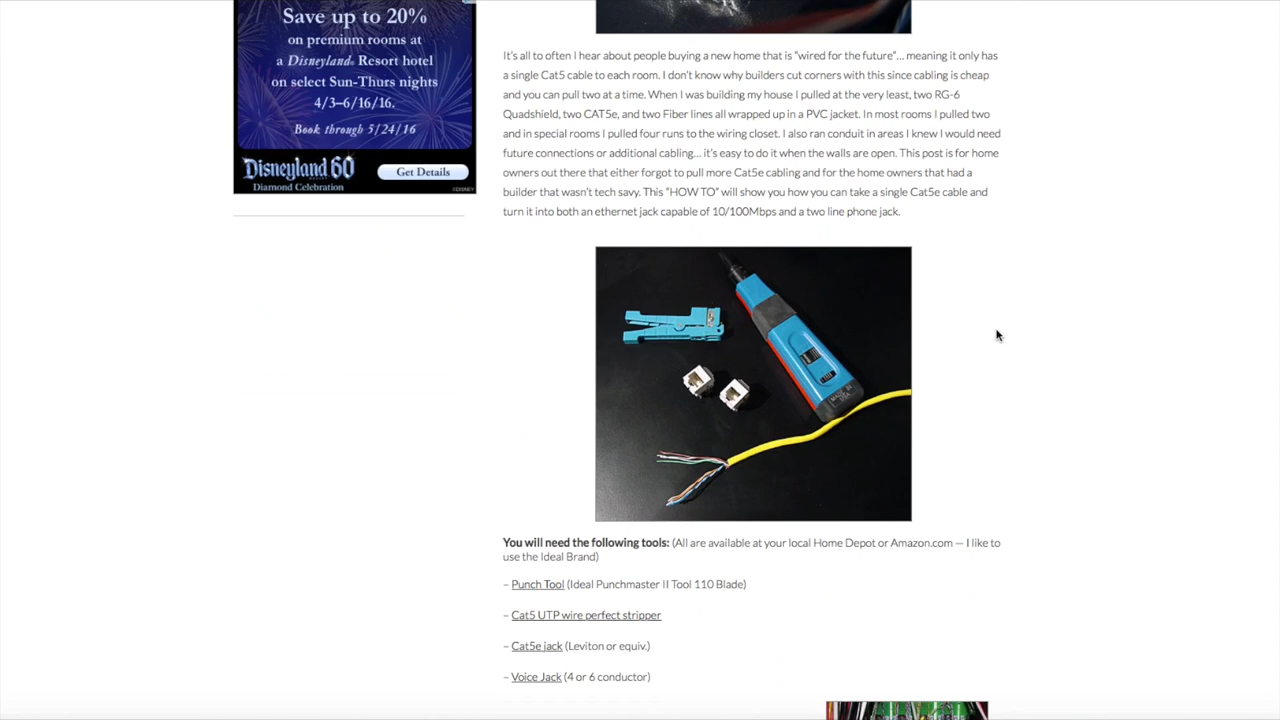 Save up to 20%
on premium rooms at
a Disneyland® Resort hotel
on select Sun-Thurs nights
4/3–6/16/16.
Book through 5/24/16
Disneyland 60
Diamond Celebration
Get Details
©DISNEY
It's all to often I hear about people buying a new home that is "wired for the future"… meaning it only has
a single Cat5 cable to each room. I don't know why builders cut corners with this since cabling is cheap
and you can pull two at a time. When I was building my house I pulled at the very least, two RG-6
Quadshield, two CAT5e, and two Fiber lines all wrapped up in a PVC jacket. In most rooms I pulled two
and in special rooms I pulled four runs to the wiring closet. I also ran conduit in areas I knew I would need
future connections or additional cabling… it's easy to do it when the walls are open. This post is for home
owners out there that either forgot to pull more Cat5e cabling and for the home owners that had a
builder that wasn't tech savy. This "HOW TO" will show you how you can take a single Cat5e cable and
turn it into both an ethernet jack capable of 10/100Mbps and a two line phone jack.
MADE IN
USA
You will need the following tools: (All are available at your local Home Depot or Amazon.com — I like to
use the Ideal Brand)
– Punch Tool (Ideal Punchmaster II Tool 110 Blade)
– Cat5 UTP wire perfect stripper
– Cat5e jack (Leviton or equiv.)
– Voice Jack (4 or 6 conductor)